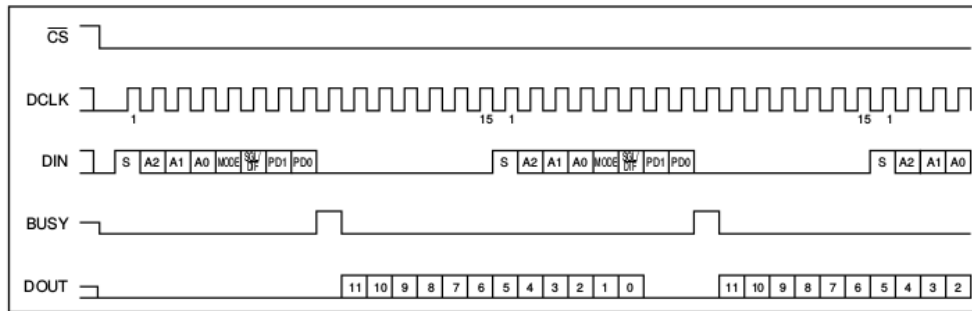 CS
DCLK
1 15 1 15 1
DIN S A2 A1 A0 MODE SGL/DIF PD1 PD0 S A2 A1 A0 MODE SGL/DIF PD1 PD0 S A2 A1 A0
BUSY
DOUT 11 10 9 8 7 6 5 4 3 2 1 0 11 10 9 8 7 6 5 4 3 2